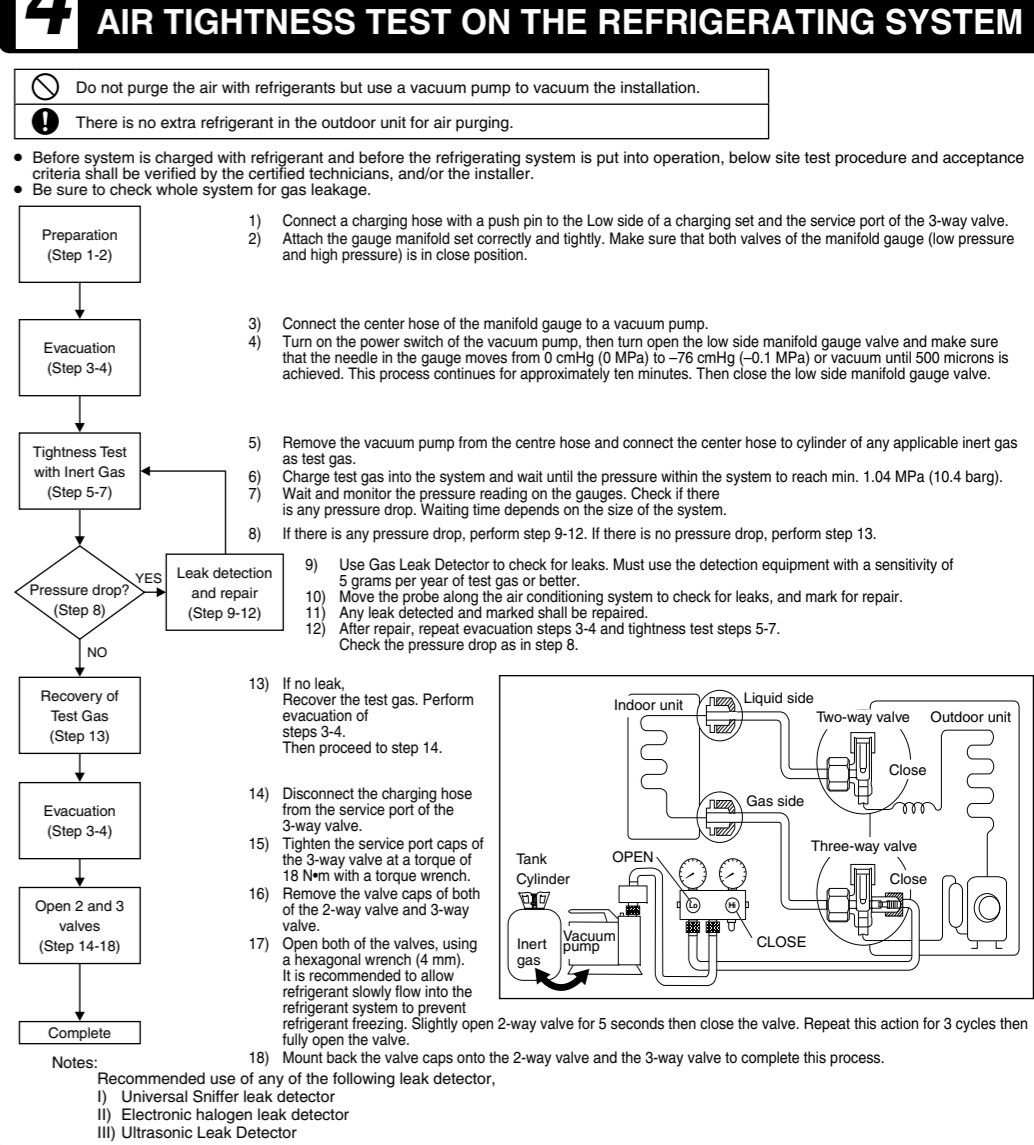 4 AIR TIGHTNESS TEST ON THE REFRIGERATING SYSTEM
Do not purge the air with refrigerants but use a vacuum pump to vacuum the installation.
There is no extra refrigerant in the outdoor unit for air purging.
• Before system is charged with refrigerant and before the refrigerating system is put into operation, below site test procedure and acceptance
criteria shall be verified by the certified technicians, and/or the installer.
• Be sure to check whole system for gas leakage.
Preparation
(Step 1-2)
1) Connect a charging hose with a push pin to the Low side of a charging set and the service port of the 3-way valve.
2) Attach the gauge manifold set correctly and tightly. Make sure that both valves of the manifold gauge (low pressure
and high pressure) is in close position.
Evacuation
(Step 3-4)
3) Connect the center hose of the manifold gauge to a vacuum pump.
4) Turn on the power switch of the vacuum pump, then turn open the low side manifold gauge valve and make sure
that the needle in the gauge moves from 0 cmHg (0 MPa) to –76 cmHg (–0.1 MPa) or vacuum until 500 microns is
achieved. This process continues for approximately ten minutes. Then close the low side manifold gauge valve.
Tightness Test
with Inert Gas
(Step 5-7)
5) Remove the vacuum pump from the centre hose and connect the center hose to cylinder of any applicable inert gas
as test gas.
6) Charge test gas into the system and wait until the pressure within the system to reach min. 1.04 MPa (10.4 barg).
7) Wait and monitor the pressure reading on the gauges. Check if there
is any pressure drop. Waiting time depends on the size of the system.
8) If there is any pressure drop, perform step 9-12. If there is no pressure drop, perform step 13.
Pressure drop?
(Step 8)
YES
NO
Leak detection
and repair
(Step 9-12)
9) Use Gas Leak Detector to check for leaks. Must use the detection equipment with a sensitivity of
5 grams per year of test gas or better.
10) Move the probe along the air conditioning system to check for leaks, and mark for repair.
11) Any leak detected and marked shall be repaired.
12) After repair, repeat evacuation steps 3-4 and tightness test steps 5-7.
Check the pressure drop as in step 8.
Recovery of
Test Gas
(Step 13)
13) If no leak,
Recover the test gas. Perform
evacuation of
steps 3-4.
Then proceed to step 14.
Evacuation
(Step 3-4)
14) Disconnect the charging hose
from the service port of the
3-way valve.
15) Tighten the service port caps of
the 3-way valve at a torque of
18 N•m with a torque wrench.
16) Remove the valve caps of both
of the 2-way valve and 3-way
valve.
Open 2 and 3
valves
(Step 14-18)
17) Open both of the valves, using
a hexagonal wrench (4 mm).
It is recommended to allow
refrigerant slowly flow into the
refrigerant system to prevent
refrigerant freezing. Slightly open 2-way valve for 5 seconds then close the valve. Repeat this action for 3 cycles then
fully open the valve.
18) Mount back the valve caps onto the 2-way valve and the 3-way valve to complete this process.
Complete
Indoor unit
Liquid side
Two-way valve
Outdoor unit
Close
Gas side
Three-way valve
Close
Tank
Cylinder
OPEN
Lo
Hi
CLOSE
Inert
gas
Vacuum
pump
Notes:
Recommended use of any of the following leak detector,
I) Universal Sniffer leak detector
II) Electronic halogen leak detector
III) Ultrasonic Leak Detector